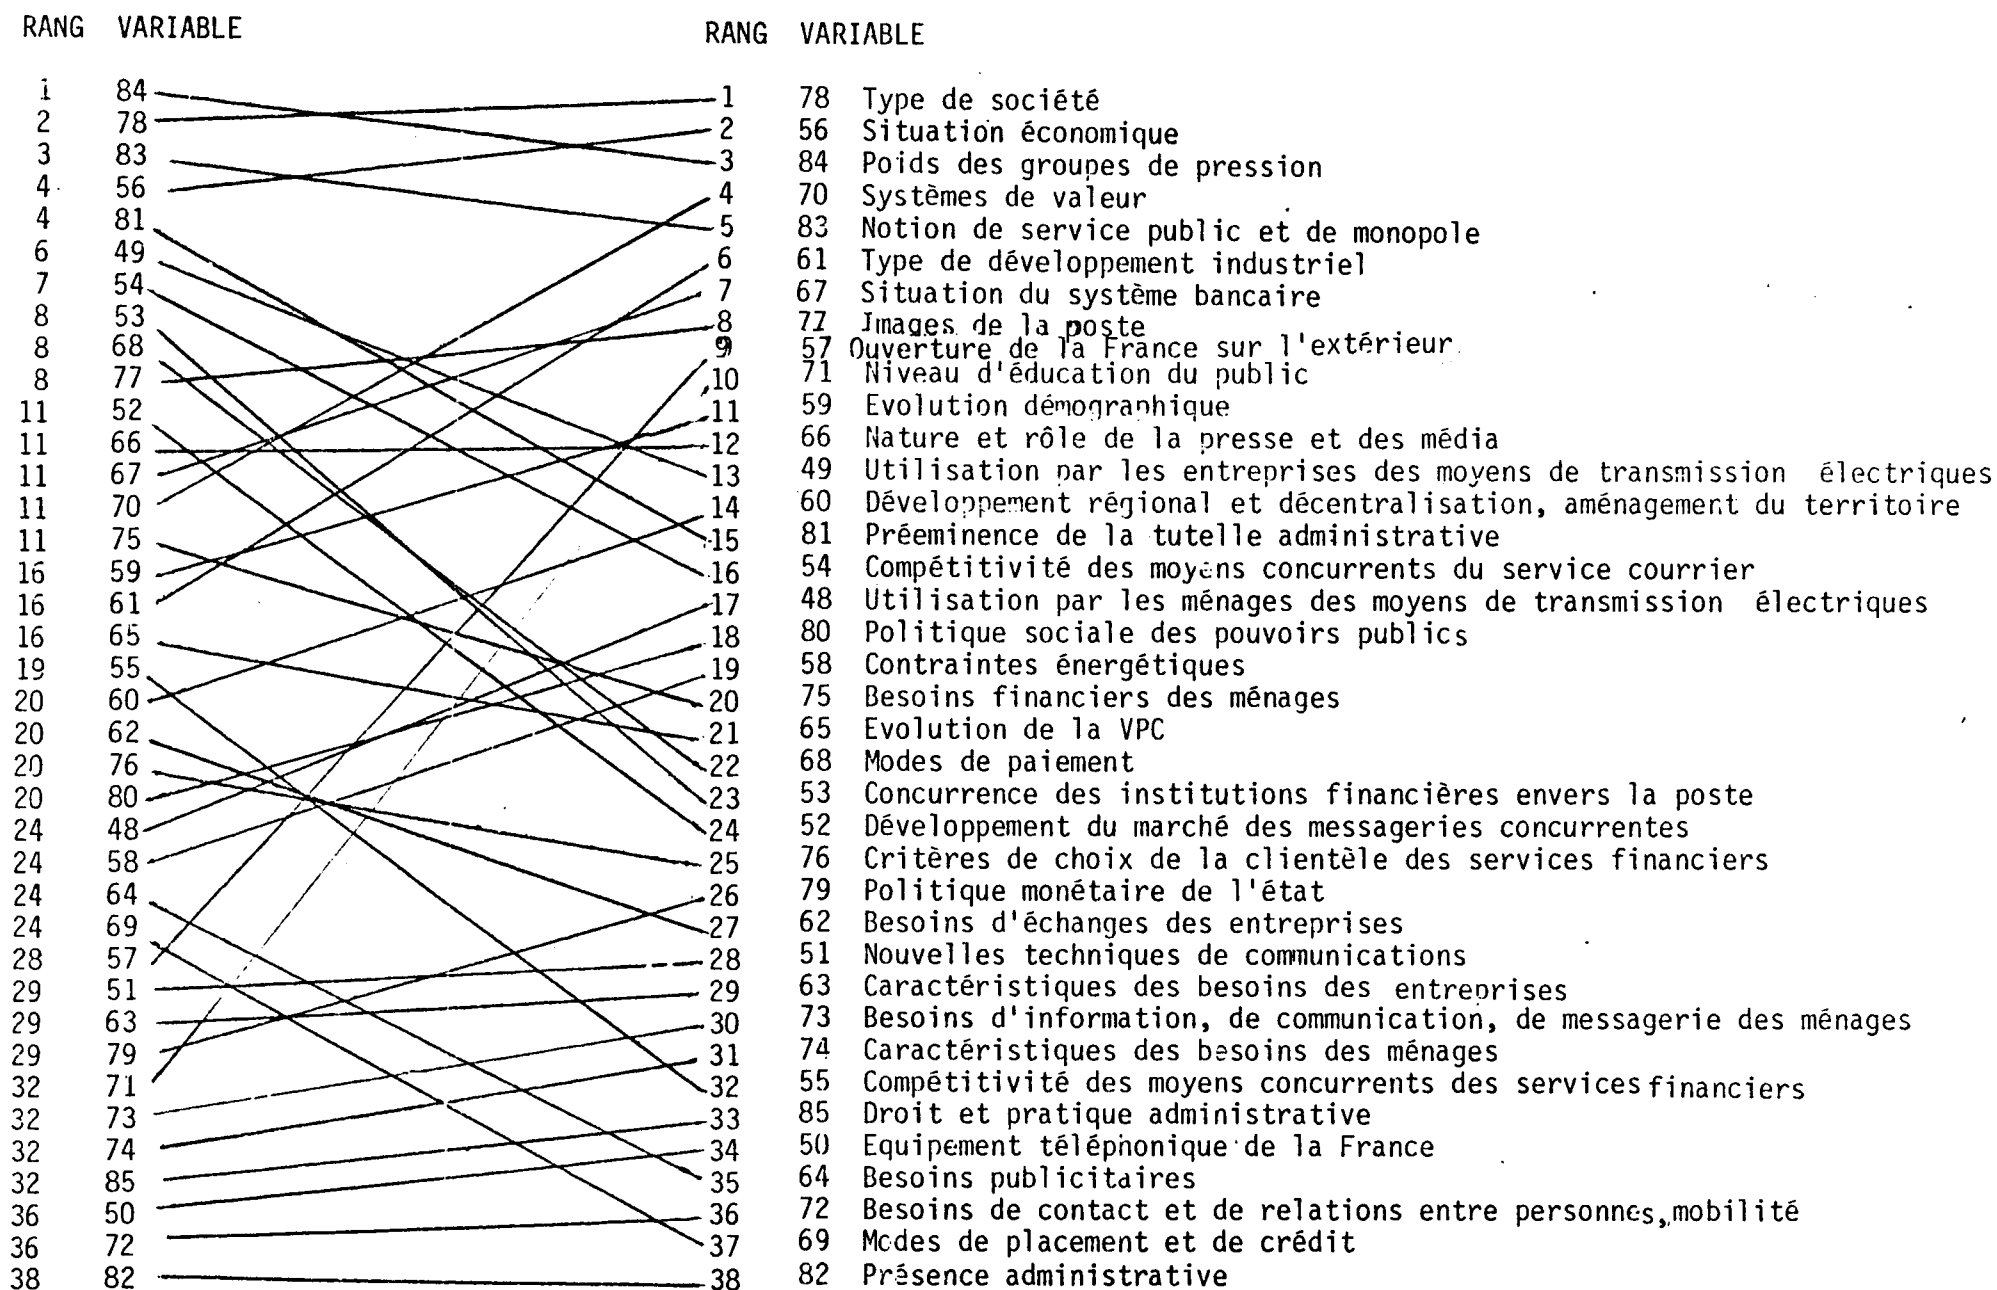 RANG VARIABLE RANG VARIABLE
1 84 1 78 Type de société
2 78 2 56 Situation économique
3 83 3 84 Poids des groupes de pression
4 56 4 70 Systèmes de valeur
4 81 5 83 Notion de service public et de monopole
6 49 6 61 Type de développement industriel
7 54 7 67 Situation du système bancaire
8 53 8 77 Images de la poste
8 68 9 57 Ouverture de la France sur l'extérieur
8 77 10 71 Niveau d'éducation du public
11 52 11 59 Evolution démographique
11 66 12 66 Nature et rôle de la presse et des média
11 67 13 49 Utilisation par les entreprises des moyens de transmission électriques
11 70 14 60 Développement régional et décentralisation, aménagement du territoire
11 75 15 81 Préeminence de la tutelle administrative
16 59 16 54 Compétitivité des moyens concurrents du service courrier
16 61 17 48 Utilisation par les ménages des moyens de transmission électriques
16 65 18 80 Politique sociale des pouvoirs publics
19 55 19 58 Contraintes énergétiques
20 60 20 75 Besoins financiers des ménages
20 62 21 65 Evolution de la VPC
20 76 22 68 Modes de paiement
20 80 23 53 Concurrence des institutions financières envers la poste
24 48 24 52 Développement du marché des messageries concurrentes
24 58 25 76 Critères de choix de la clientèle des services financiers
24 64 26 79 Politique monétaire de l'état
24 69 27 62 Besoins d'échanges des entreprises
28 57 28 51 Nouvelles techniques de communications
29 51 29 63 Caractéristiques des besoins des entreprises
29 63 30 73 Besoins d'information, de communication, de messagerie des ménages
29 79 31 74 Caractéristiques des besoins des ménages
32 71 32 55 Compétitivité des moyens concurrents des services financiers
32 73 33 85 Droit et pratique administrative
32 74 34 50 Equipement téléphonique de la France
32 85 35 64 Besoins publicitaires
36 50 36 72 Besoins de contact et de relations entre personnes, mobilité
36 72 37 69 Modes de placement et de crédit
38 82 38 82 Présence administrative